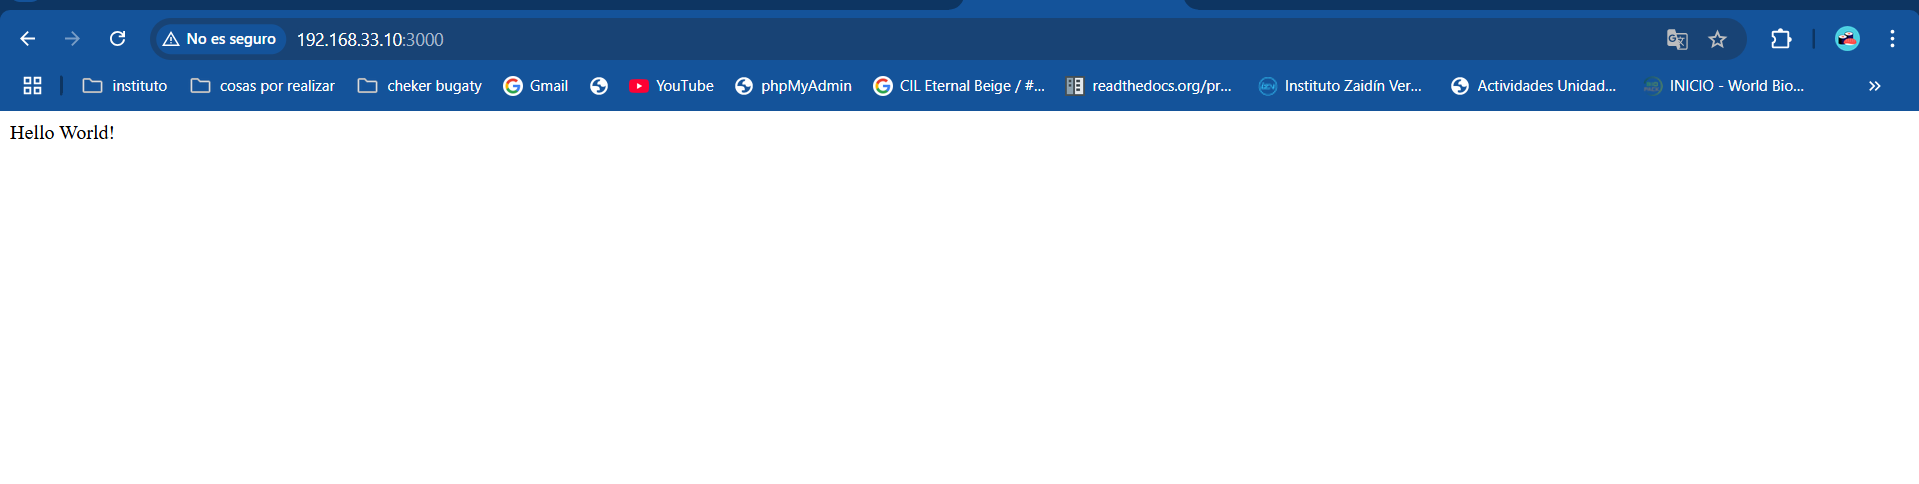 No es seguro 192.168.33.10:3000
instituto cosas por realizar cheker bugaty Gmail YouTube phpMyAdmin CIL Eternal Beige / #... readthedocs.org/pr... Instituto Zaidín Ver... Actividades Unidad... INICIO - World Bio... »
Hello World!